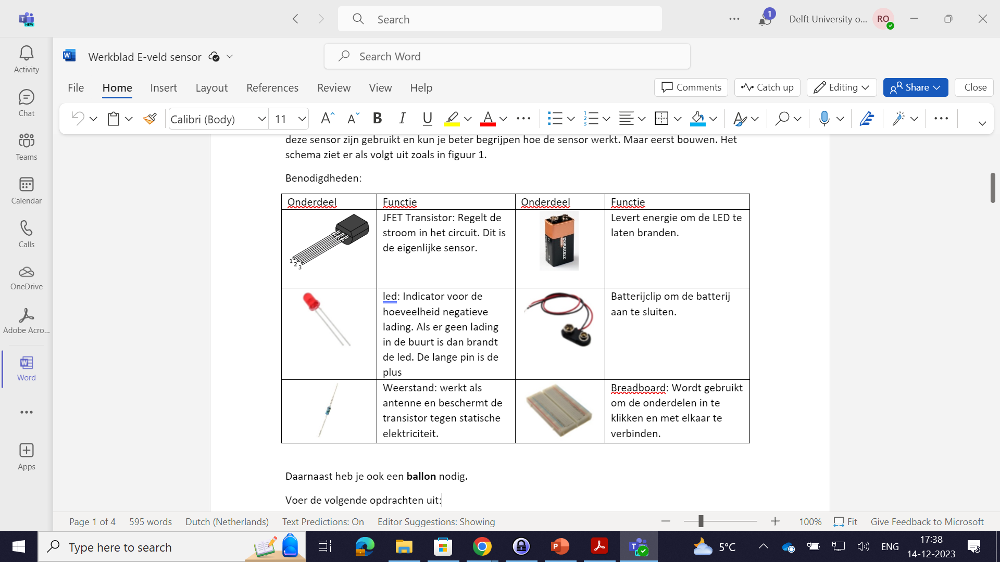 Search
1
Delft University o...
RO
NEW
Activity
Chat
Teams
Calendar
Calls
OneDrive
Adobe Acro...
Word
Apps
Werkblad E-veld sensor
Search Word
File Home Insert Layout References Review View Help
Comments Catch up Editing Share Close
Calibri (Body) 11
deze sensor zijn gebruikt en kun je beter begrijpen hoe de sensor werkt. Maar eerst bouwen. Het
schema ziet er als volgt uit zoals in figuur 1.
Benodigdheden:
Onderdeel Functie Onderdeel Functie
1
2
3
JFET Transistor: Regelt de
stroom in het circuit. Dit is
de eigenlijke sensor.
DURACELL
Levert energie om de LED te
laten branden.
led: Indicator voor de
hoeveelheid negatieve
lading. Als er geen lading
in de buurt is dan brandt
de led. De lange pin is de
plus
Batterijclip om de batterij
aan te sluiten.
Weerstand: werkt als
antenne en beschermt de
transistor tegen statische
elektriciteit.
Breadboard: Wordt gebruikt
om de onderdelen in te
klikken en met elkaar te
verbinden.
Daarnaast heb je ook een ballon nodig.
Voer de volgende opdrachten uit:
Page 1 of 4 595 words Dutch (Netherlands) Text Predictions: On Editor Suggestions: Showing
100% Fit Give Feedback to Microsoft
Type here to search
5°C
ENG
17:38
14-12-2023